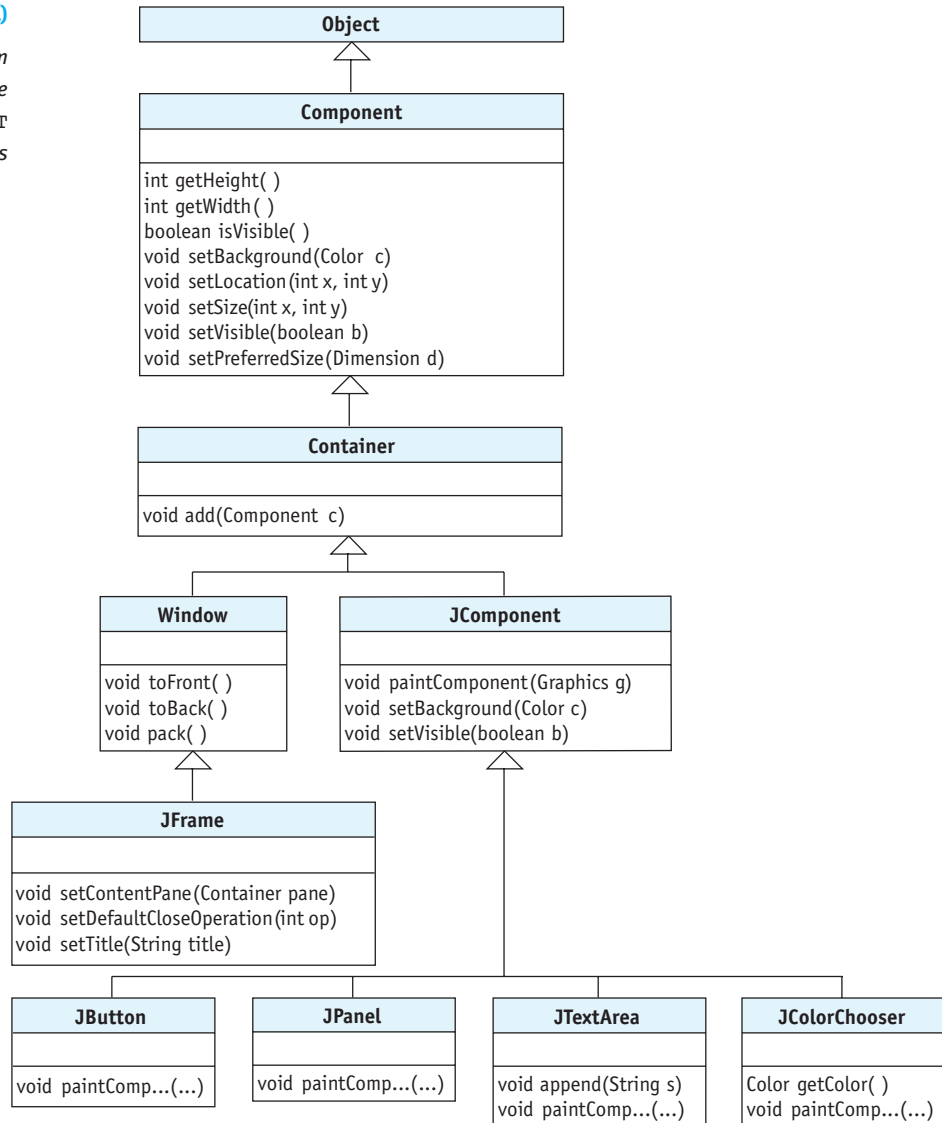 )
n
e
T
s
Object
Component
int getHeight( )
int getWidth( )
boolean isVisible( )
void setBackground(Color c)
void setLocation(int x, int y)
void setSize(int x, int y)
void setVisible(boolean b)
void setPreferredSize(Dimension d)
Container
void add(Component c)
Window
void toFront( )
void toBack( )
void pack( )
JComponent
void paintComponent(Graphics g)
void setBackground(Color c)
void setVisible(boolean b)
JFrame
void setContentPane(Container pane)
void setDefaultCloseOperation(int op)
void setTitle(String title)
JButton
void paintComp...(...)
JPanel
void paintComp...(...)
JTextArea
void append(String s)
void paintComp...(...)
JColorChooser
Color getColor( )
void paintComp...(...)